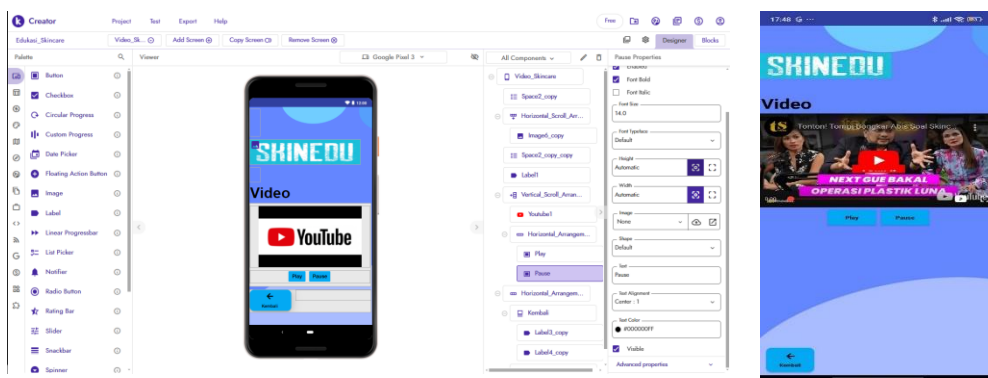 Creator
Project
Test
Export
Help
Free
Edukasi_Skincare
Video_Sk...
Add Screen
Copy Screen
Remove Screen
Designer
Blocks
Palette
Viewer
Google Pixel 3
All Components
Pause Properties
Button
Checkbox
Circular Progress
Custom Progress
Date Picker
Floating Action Button
Image
Label
Linear Progressbar
List Picker
Notifier
Radio Button
Rating Bar
Slider
Snackbar
Spinner
SKINEDU
Video
YouTube
Play
Pause
Kembali
Video_Skincare
Space2_copy
Horizontal_Scroll_Arr...
Image6_copy
Space2_copy_copy
Label1
Vertical_Scroll_Arran...
Youtube1
Horizontal_Arrangem...
Play
Pause
Horizontal_Arrangem...
Kembali
Label3_copy
Label4_copy
Enabled
Font Bold
Font Italic
Font Size
14.0
Font Typeface
Default
Height
Automatic
Width
Automatic
Image
None
Shape
Default
Text
Pause
Text Alignment
Center : 1
Text Color
#000000FF
Visible
Advanced properties
17:48 G ...
SKINEDU
Video
Tonton! Tompi Bongkar Abis Soal Skinc...
NEXT GUE BAKAL
OPERASI PLASTIK LUNA
Play
Pause
Kembali